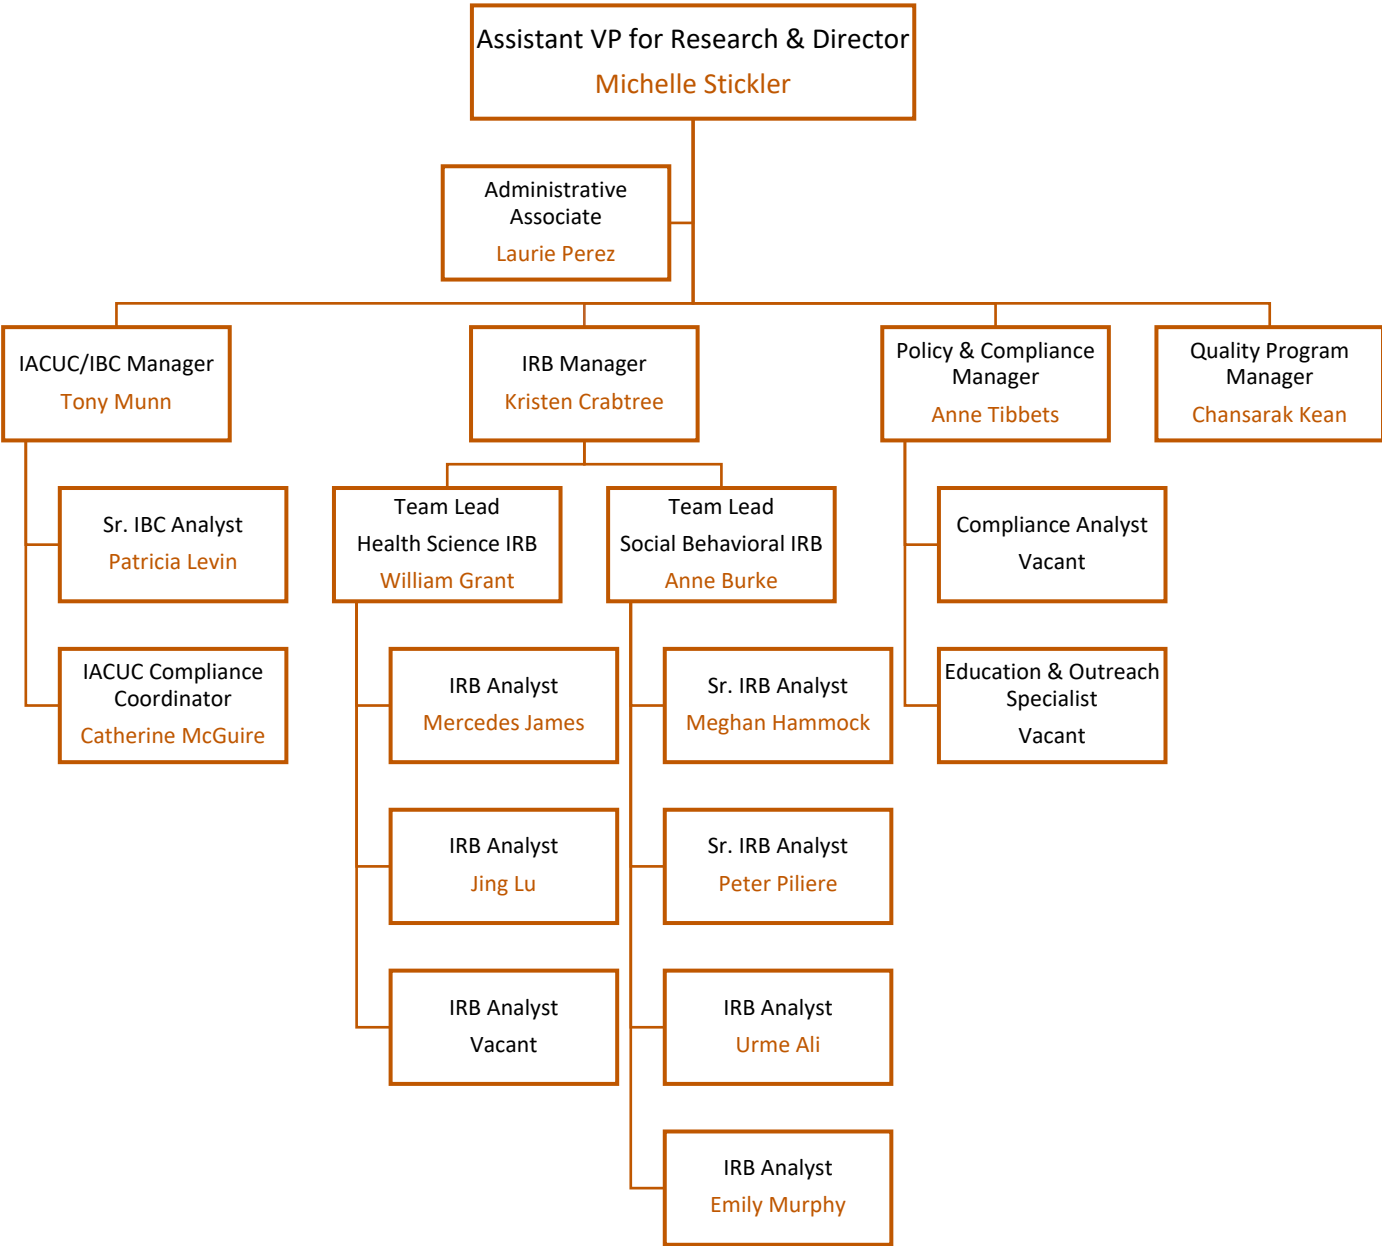 Assistant VP for Research & Director
Michelle Stickler
Administrative
Associate
Laurie Perez
IACUC/IBC Manager
Tony Munn
IRB Manager
Kristen Crabtree
Policy & Compliance
Manager
Anne Tibbets
Quality Program
Manager
Chansarak Kean
Sr. IBC Analyst
Patricia Levin
Team Lead
Health Science IRB
William Grant
Team Lead
Social Behavioral IRB
Anne Burke
Compliance Analyst
Vacant
IACUC Compliance
Coordinator
Catherine McGuire
IRB Analyst
Mercedes James
Sr. IRB Analyst
Meghan Hammock
Education & Outreach
Specialist
Vacant
IRB Analyst
Jing Lu
Sr. IRB Analyst
Peter Piliere
IRB Analyst
Vacant
IRB Analyst
Urme Ali
IRB Analyst
Emily Murphy